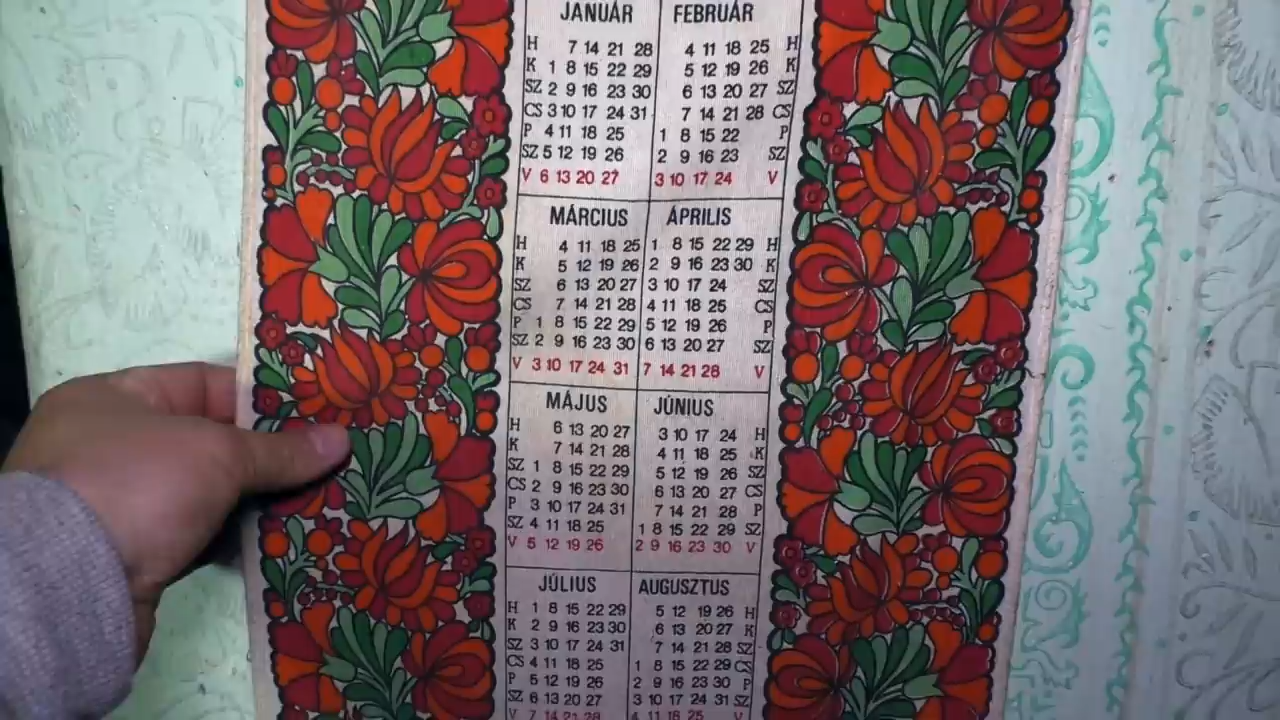 JANUÁR
H 7 14 21 28
K 1 8 15 22 29
SZ 2 9 16 23 30
CS 3 10 17 24 31
P 4 11 18 25
SZ 5 12 19 26
V 6 13 20 27
FEBRUÁR
4 11 18 25 H
5 12 19 26 K
6 13 20 27 SZ
7 14 21 28 CS
1 8 15 22 P
2 9 16 23 SZ
3 10 17 24 V
MÁRCIUS
H 4 11 18 25
K 5 12 19 26
SZ 6 13 20 27
CS 7 14 21 28
P 1 8 15 22 29
SZ 2 9 16 23 30
V 3 10 17 24 31
ÁPRILIS
1 8 15 22 29 H
2 9 16 23 30 K
3 10 17 24 SZ
4 11 18 25 CS
5 12 19 26 P
6 13 20 27 SZ
7 14 21 28 V
MÁJUS
H 6 13 20 27
K 7 14 21 28
SZ 1 8 15 22 29
CS 2 9 16 23 30
P 3 10 17 24 31
SZ 4 11 18 25
V 5 12 19 26
JÚNIUS
3 10 17 24 H
4 11 18 25 K
5 12 19 26 SZ
6 13 20 27 CS
7 14 21 28 P
1 8 15 22 29 SZ
2 9 16 23 30 V
JÚLIUS
H 1 8 15 22 29
K 2 9 16 23 30
SZ 3 10 17 24 31
CS 4 11 18 25
P 5 12 19 26
SZ 6 13 20 27
V 7 14 21 28
AUGUSZTUS
5 12 19 26 H
6 13 20 27 K
7 14 21 28 SZ
1 8 15 22 29 CS
2 9 16 23 30 P
3 10 17 24 31 SZ
4 11 18 25 V